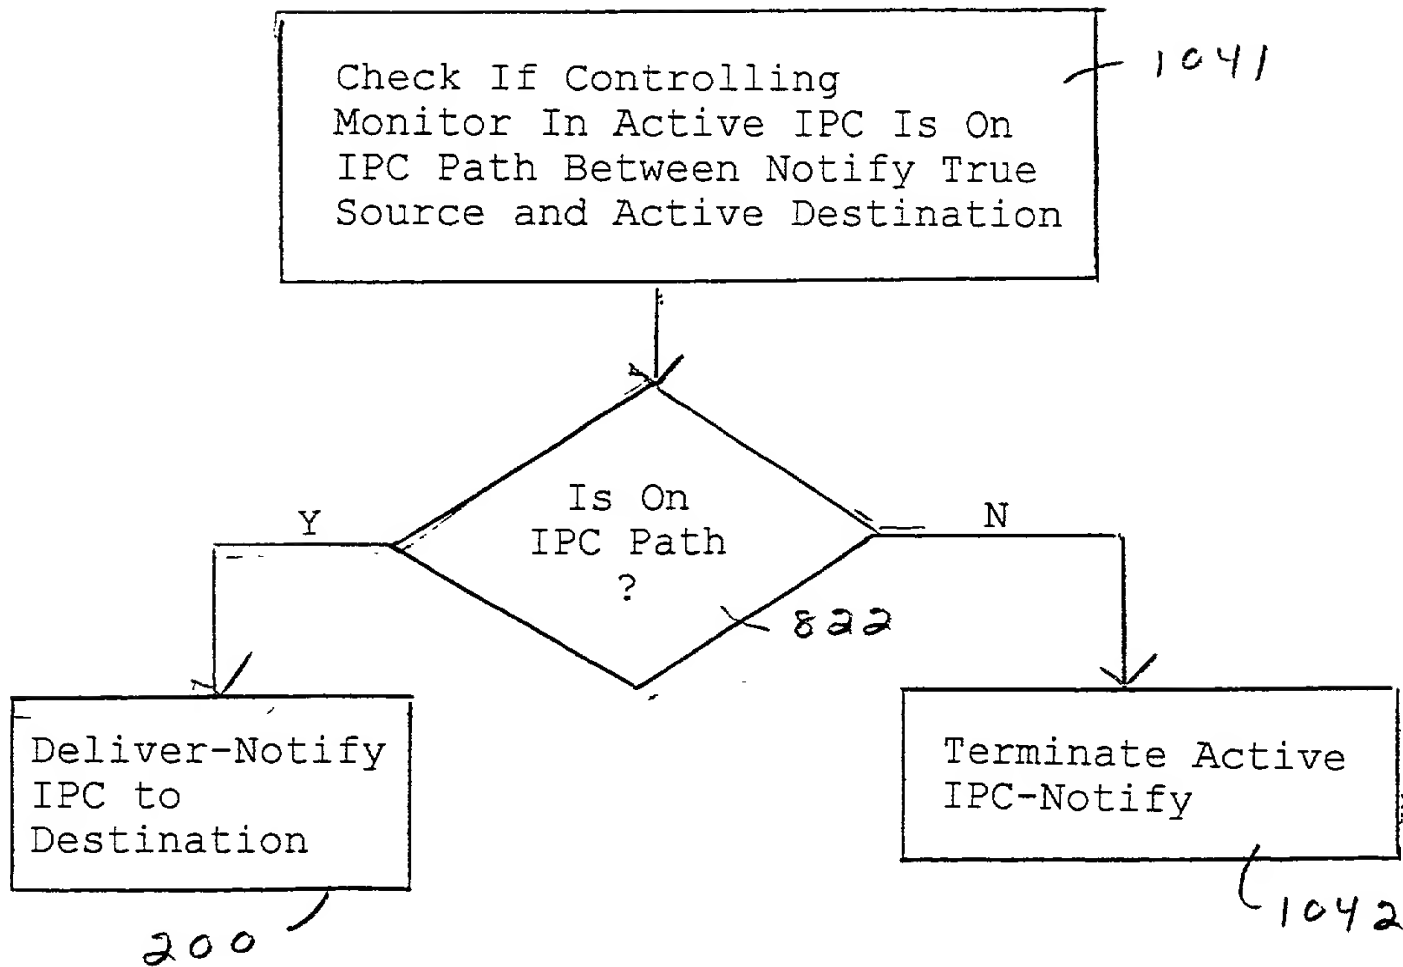 Check If Controlling
Monitor In Active IPC Is On
IPC Path Between Notify True
Source and Active Destination
1041
Is On
IPC Path
?
Y
N
822
Deliver-Notify
IPC to
Destination
200
Terminate Active
IPC-Notify
1042